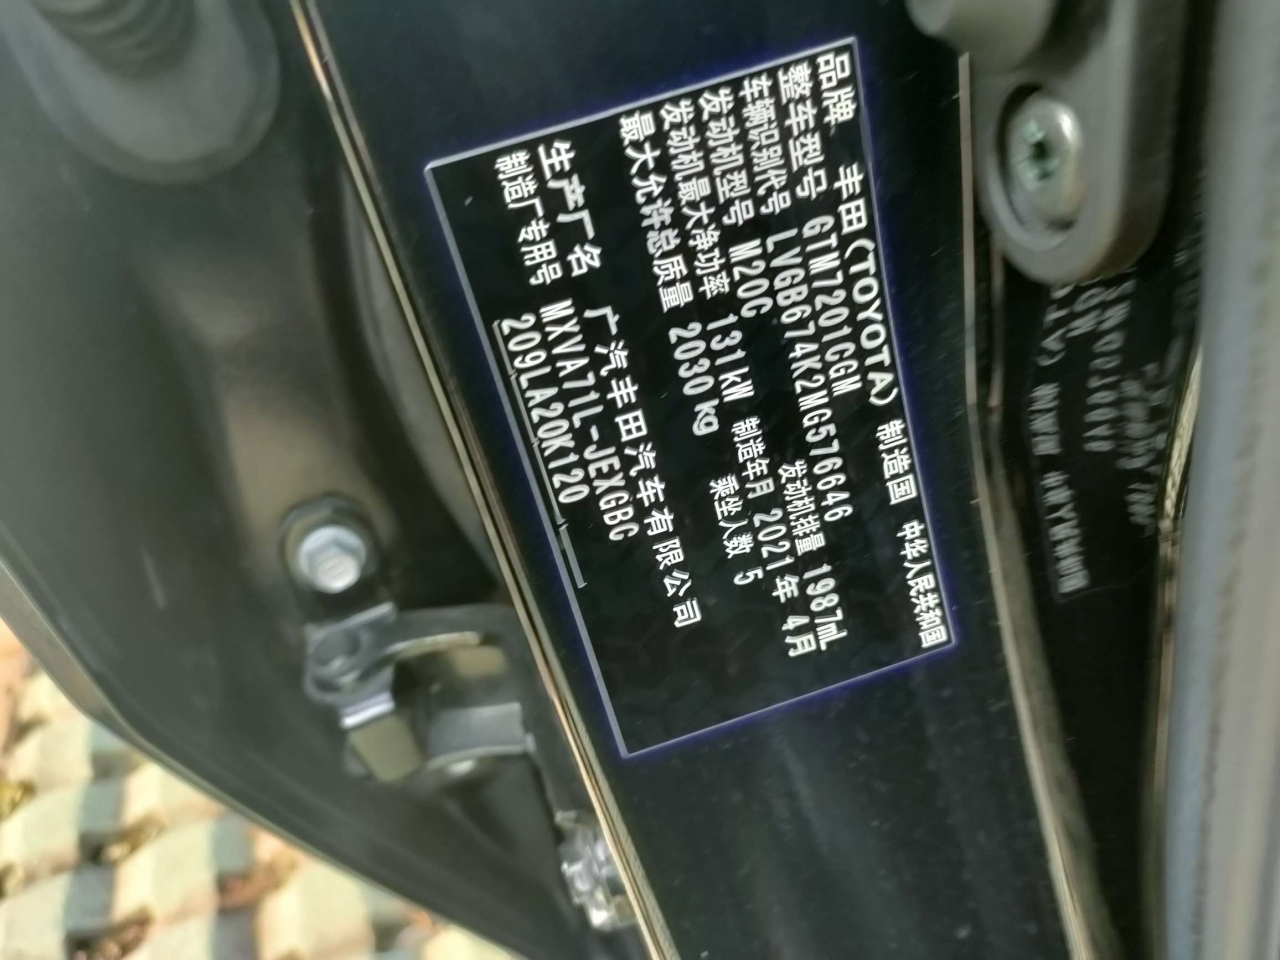 品牌 丰田(TOYOTA) 制造国 中华人民共和国
整车型号 GTM7201CGM
车辆识别代号 LVGB674K2MG576646
发动机型号 M20C 发动机排量 1987mL
发动机最大净功率 131kW 制造年月 2021年 4月
最大允许总质量 2030kg 乘坐人数 5
生产厂名 广汽丰田汽车有限公司
制造厂专用号 MXVA71L-JEXGBC
209LA20K120